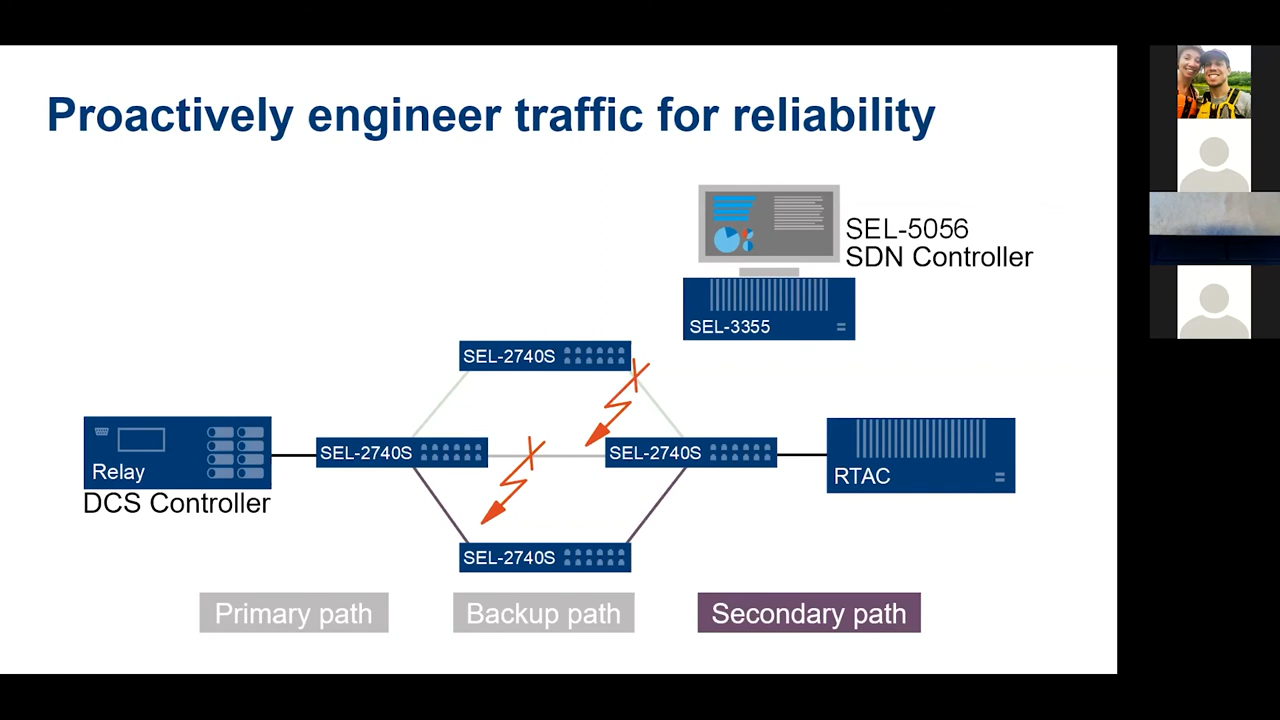 Proactively engineer traffic for reliability
SEL-5056
SDN Controller
SEL-3355
SEL-2740S
SEL-2740S
SEL-2740S
Relay
DCS Controller
RTAC
SEL-2740S
Primary path
Backup path
Secondary path